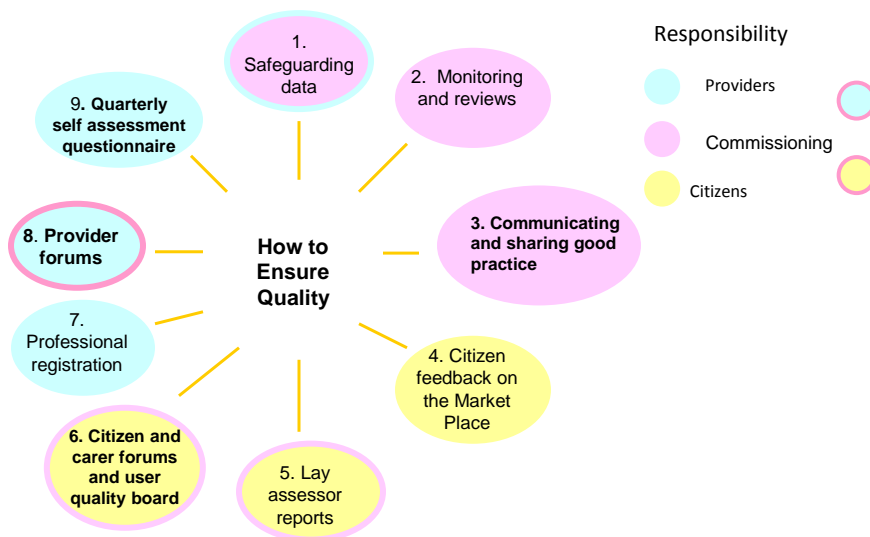 1.
Safeguarding
data
2. Monitoring
and reviews
3. Communicating
and sharing good
practice
4. Citizen
feedback on
the Market
Place
5. Lay
assessor
reports
6. Citizen and
carer forums
and user
quality board
7.
Professional
registration
8. Provider
forums
9. Quarterly
self assessment
questionnaire
How to
Ensure
Quality
Responsibility
Providers
Commissioning
Citizens